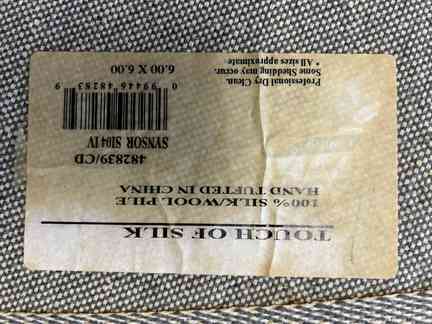 TOUCH OF SILK
100% SILK/WOOL PILE
HAND TUFTED IN CHINA
482839/CD
SYNSOR SI04 IV
0 99446 48283 9
6.00 X 6.00
Professional Dry Clean.
Some Shedding may occur.
* All sizes approximate